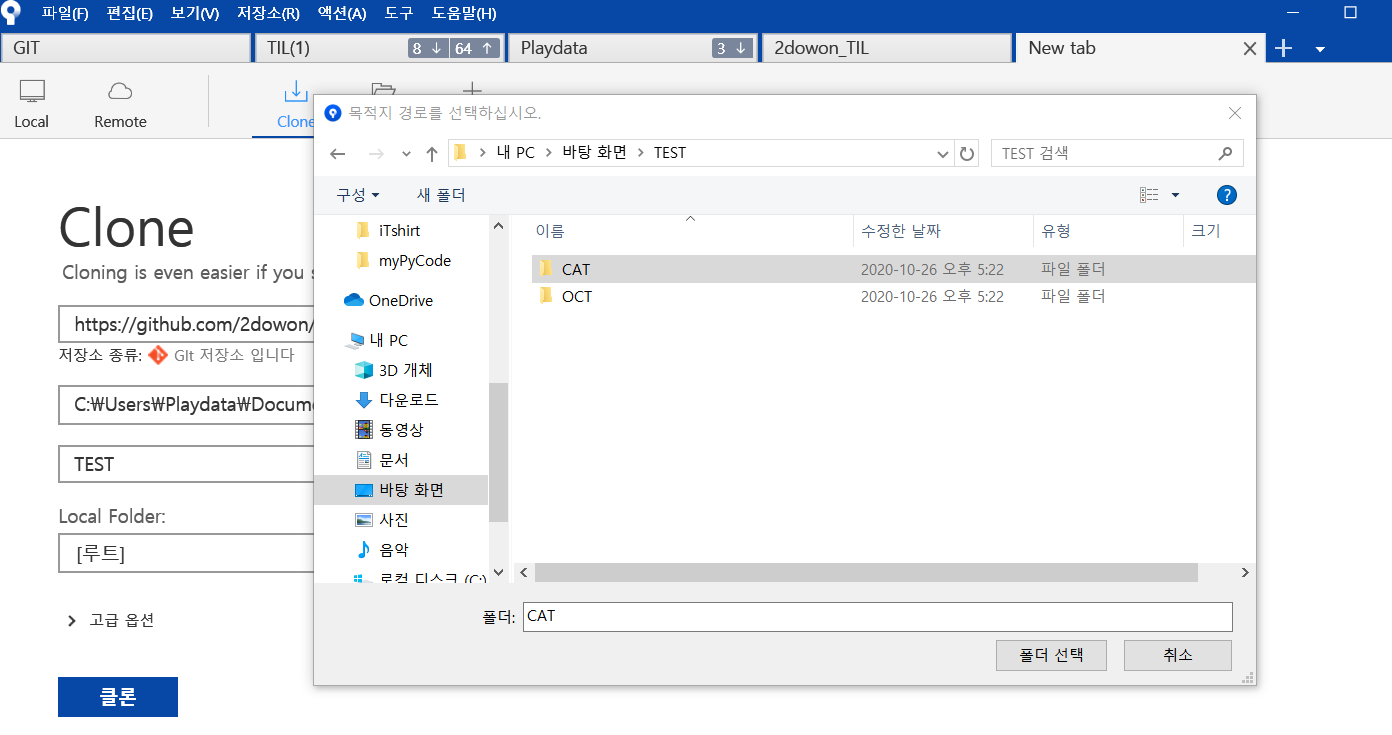 파일(F) 편집(E) 보기(V) 저장소(R) 액션(A) 도구 도움말(H)
GIT TIL(1) 8 ↓ 64 ↑ Playdata 3 ↓ 2dowon_TIL New tab
Local Remote Clone
목적지 경로를 선택하십시오.
내 PC > 바탕 화면 > TEST
TEST 검색
구성 새 폴더
Clone
Cloning is even easier if you
https://github.com/2dowon/
저장소 종류: GIt 저장소 입니다
C:₩Users₩Playdata₩Docum
TEST
Local Folder:
[루트]
고급 옵션
클론
iTshirt
myPyCode
OneDrive
내 PC
3D 개체
다운로드
동영상
문서
바탕 화면
사진
음악
로컬 디스크 (C:)
이름 수정한 날짜 유형 크기
CAT 2020-10-26 오후 5:22 파일 폴더
OCT 2020-10-26 오후 5:22 파일 폴더
폴더: CAT
폴더 선택 취소